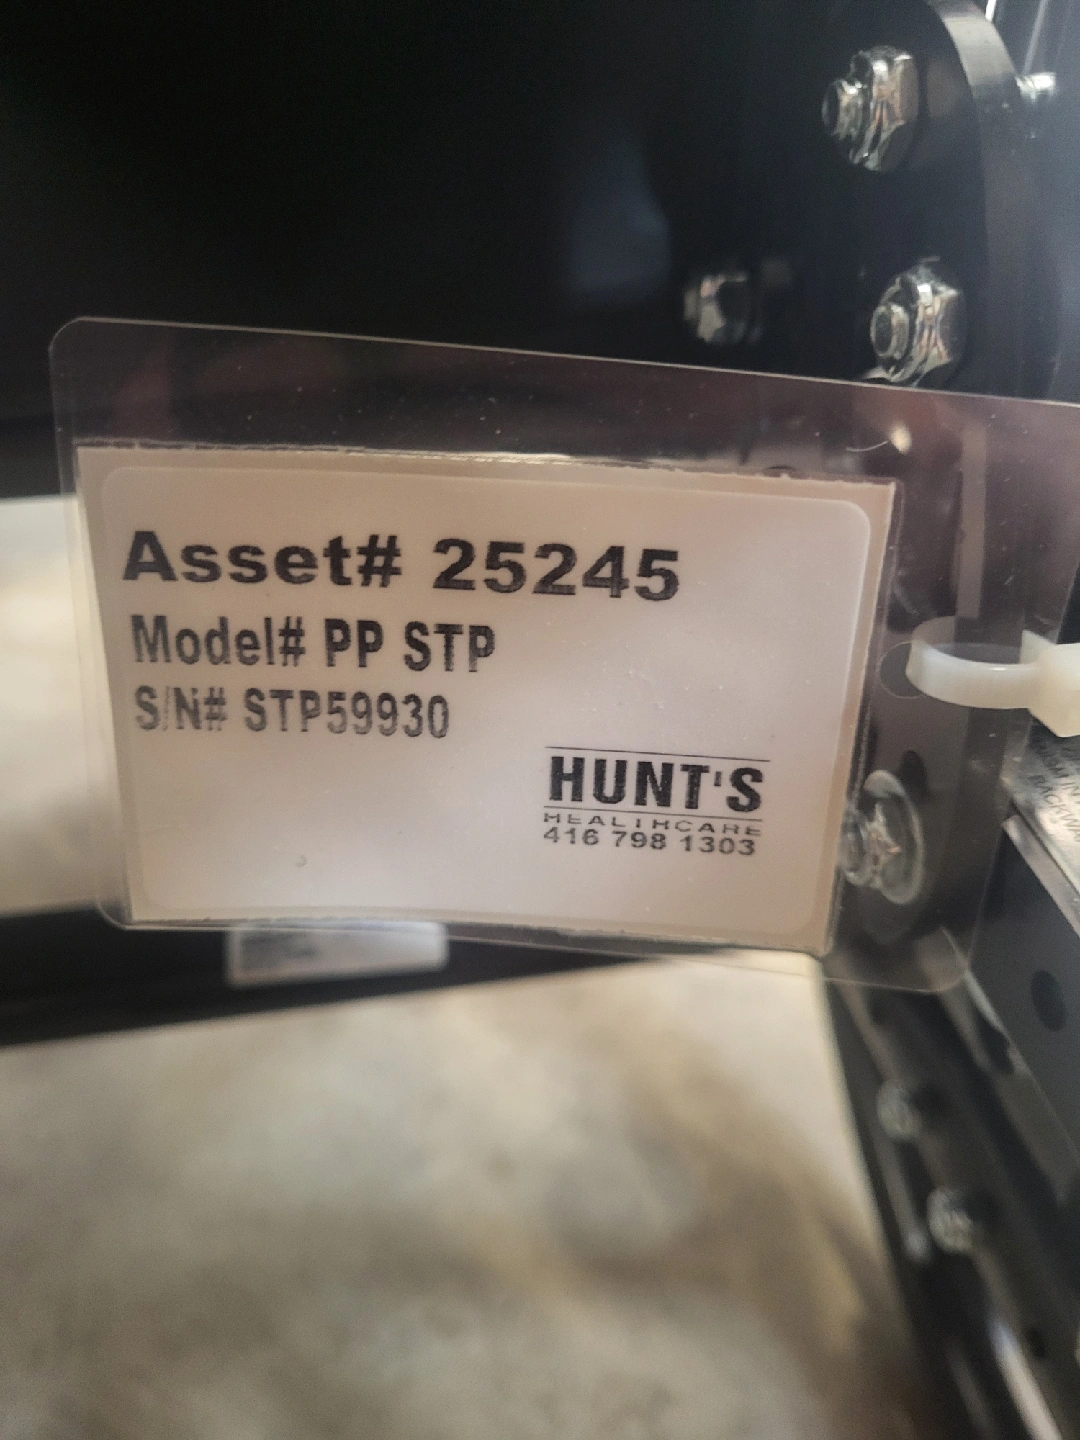 Asset# 25245
Model# PP STP
S/N# STP59930
HUNT'S
HEALTHCARE
416 798 1303